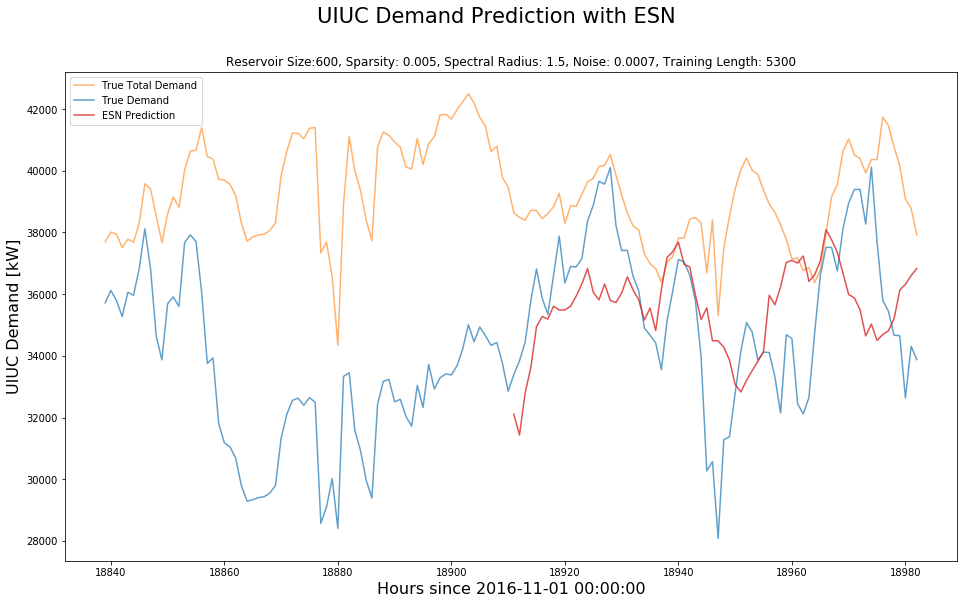 UIUC Demand Prediction with ESN
Reservoir Size:600, Sparsity: 0.005, Spectral Radius: 1.5, Noise: 0.0007, Training Length: 5300
True Total Demand
True Demand
ESN Prediction
UIUC Demand [kW]
42000
40000
38000
36000
34000
32000
30000
28000
18840 18860 18880 18900 18920 18940 18960 18980
Hours since 2016-11-01 00:00:00